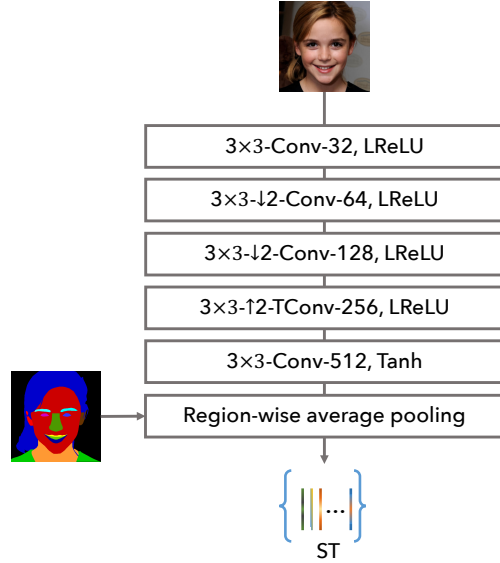 3×3-Conv-32, LReLU
3×3-↓2-Conv-64, LReLU
3×3-↓2-Conv-128, LReLU
3×3-↑2-TConv-256, LReLU
3×3-Conv-512, Tanh
Region-wise average pooling
...
ST